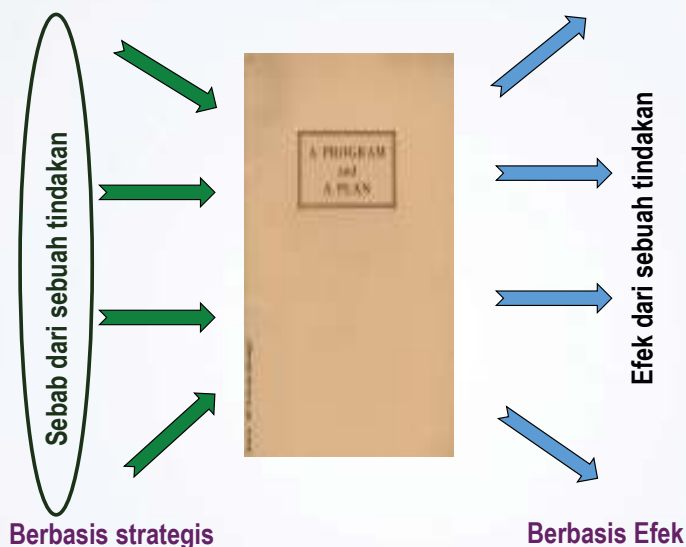 Sebab dari sebuah tindakan
A PROGRAM
and
A PLAN
Efek dari sebuah tindakan
Berbasis strategis
Berbasis Efek